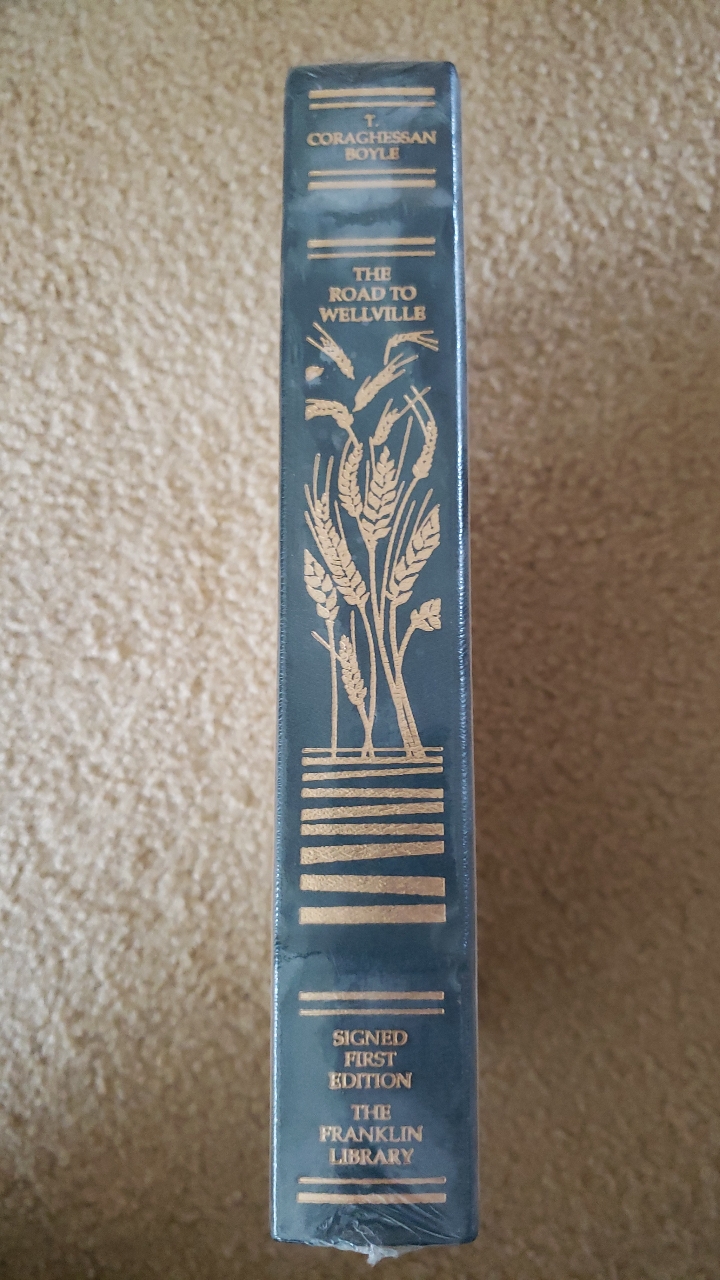 T.
CORAGHESSAN
BOYLE
THE
ROAD TO
WELLVILLE
SIGNED
FIRST
EDITION
THE
FRANKLIN
LIBRARY